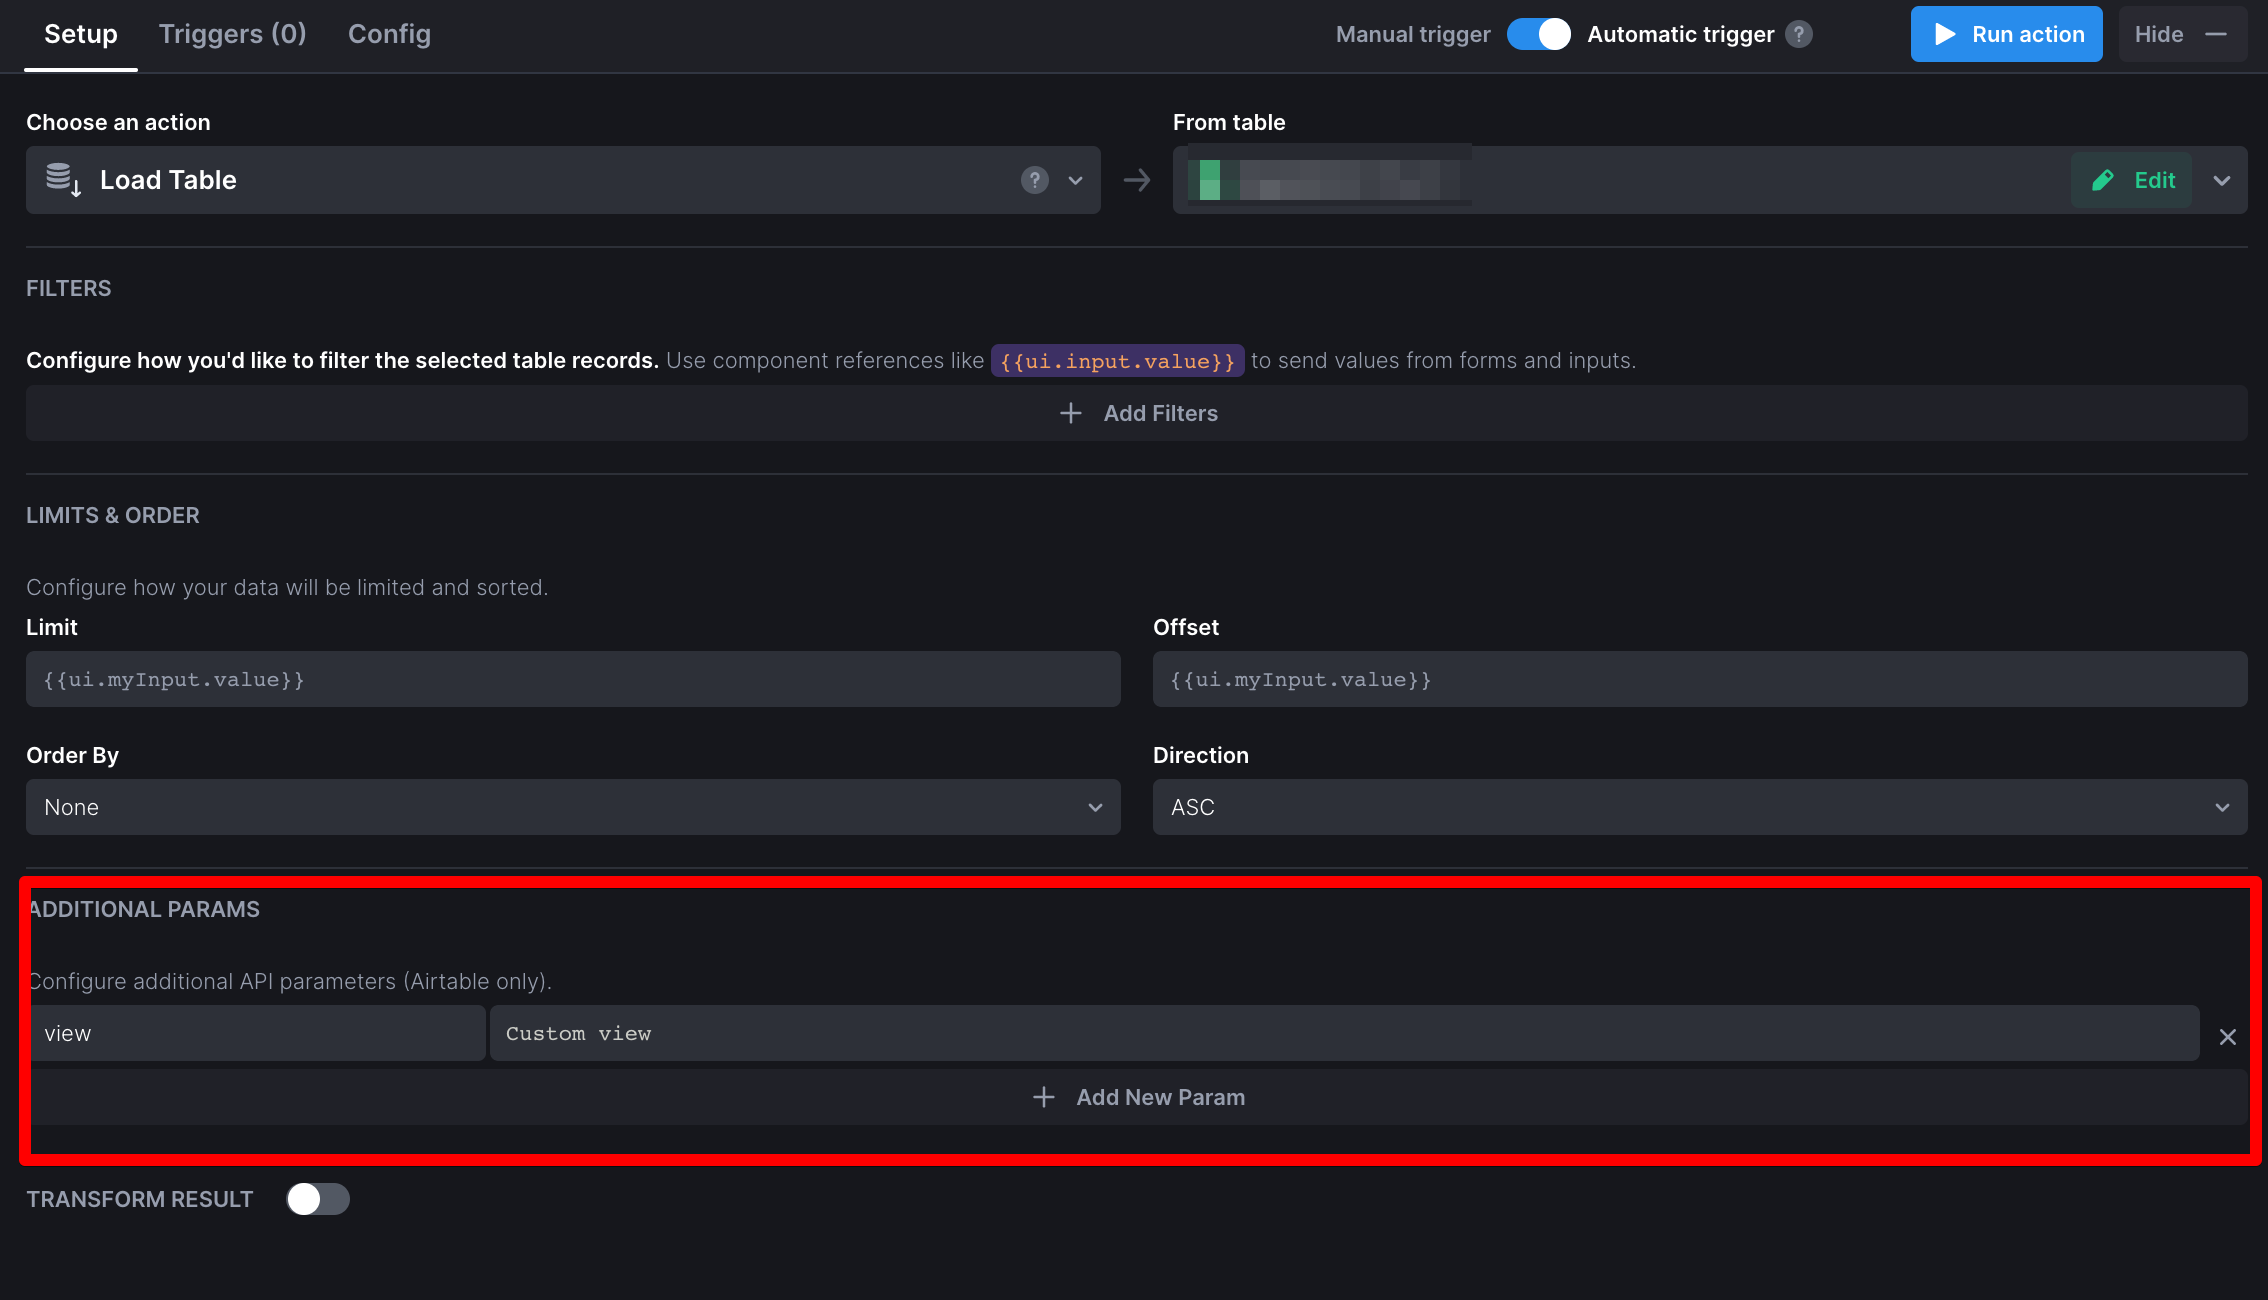 Setup Triggers (0) Config Manual trigger Automatic trigger ? Run action Hide
Choose an action From table
Load Table ? Edit
FILTERS
Configure how you'd like to filter the selected table records. Use component references like {{ui.input.value}} to send values from forms and inputs.
Add Filters
LIMITS & ORDER
Configure how your data will be limited and sorted.
Limit Offset
{{ui.myInput.value}} {{ui.myInput.value}}
Order By Direction
None ASC
ADDITIONAL PARAMS
Configure additional API parameters (Airtable only).
view Custom view
Add New Param
TRANSFORM RESULT